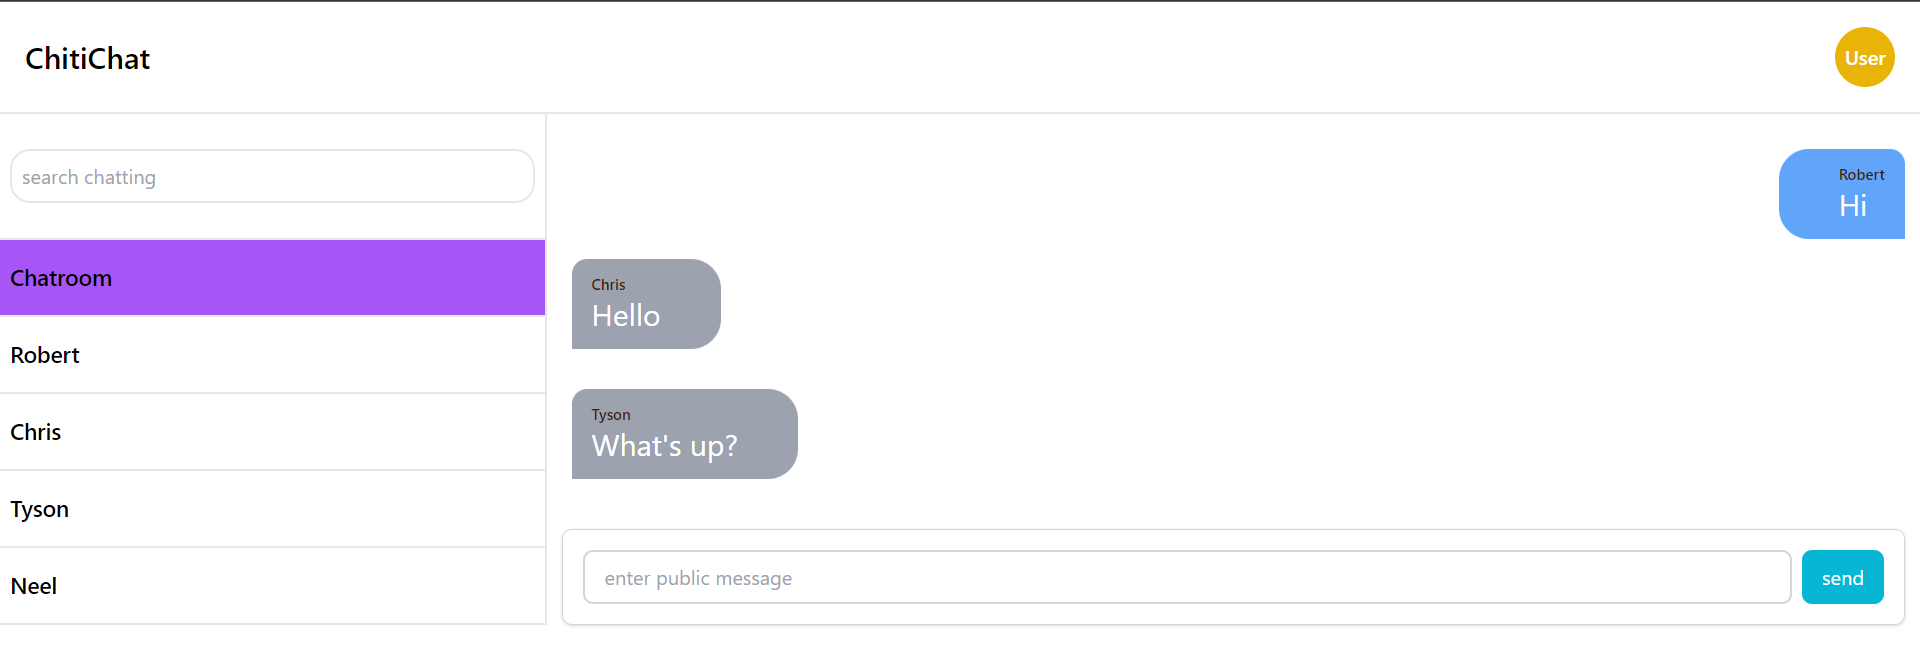 ChitiChat
User
search chatting
Chatroom
Robert
Chris
Tyson
Neel
Robert
Hi
Chris
Hello
Tyson
What's up?
enter public message
send